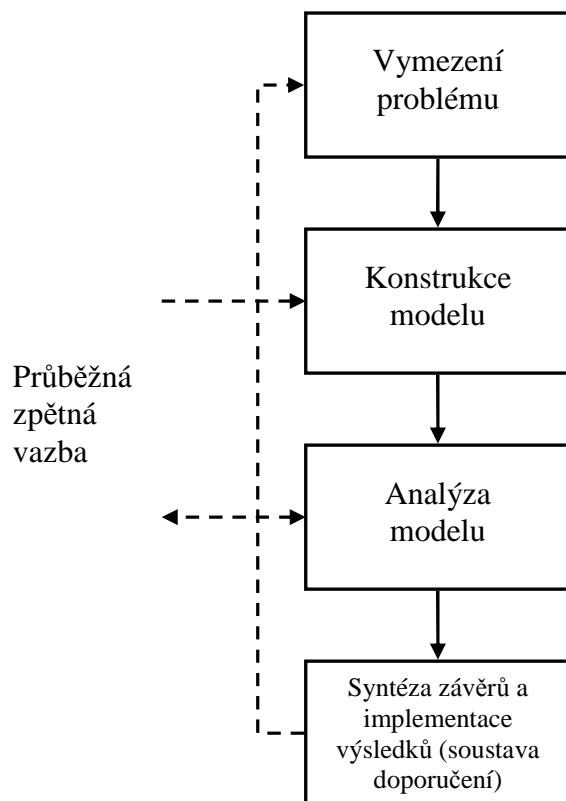 Vymezení
problému
Konstrukce
modelu
Průběžná
zpětná
vazba
Analýza
modelu
Syntéza závěrů a
implementace
výsledků (soustava
doporučení)